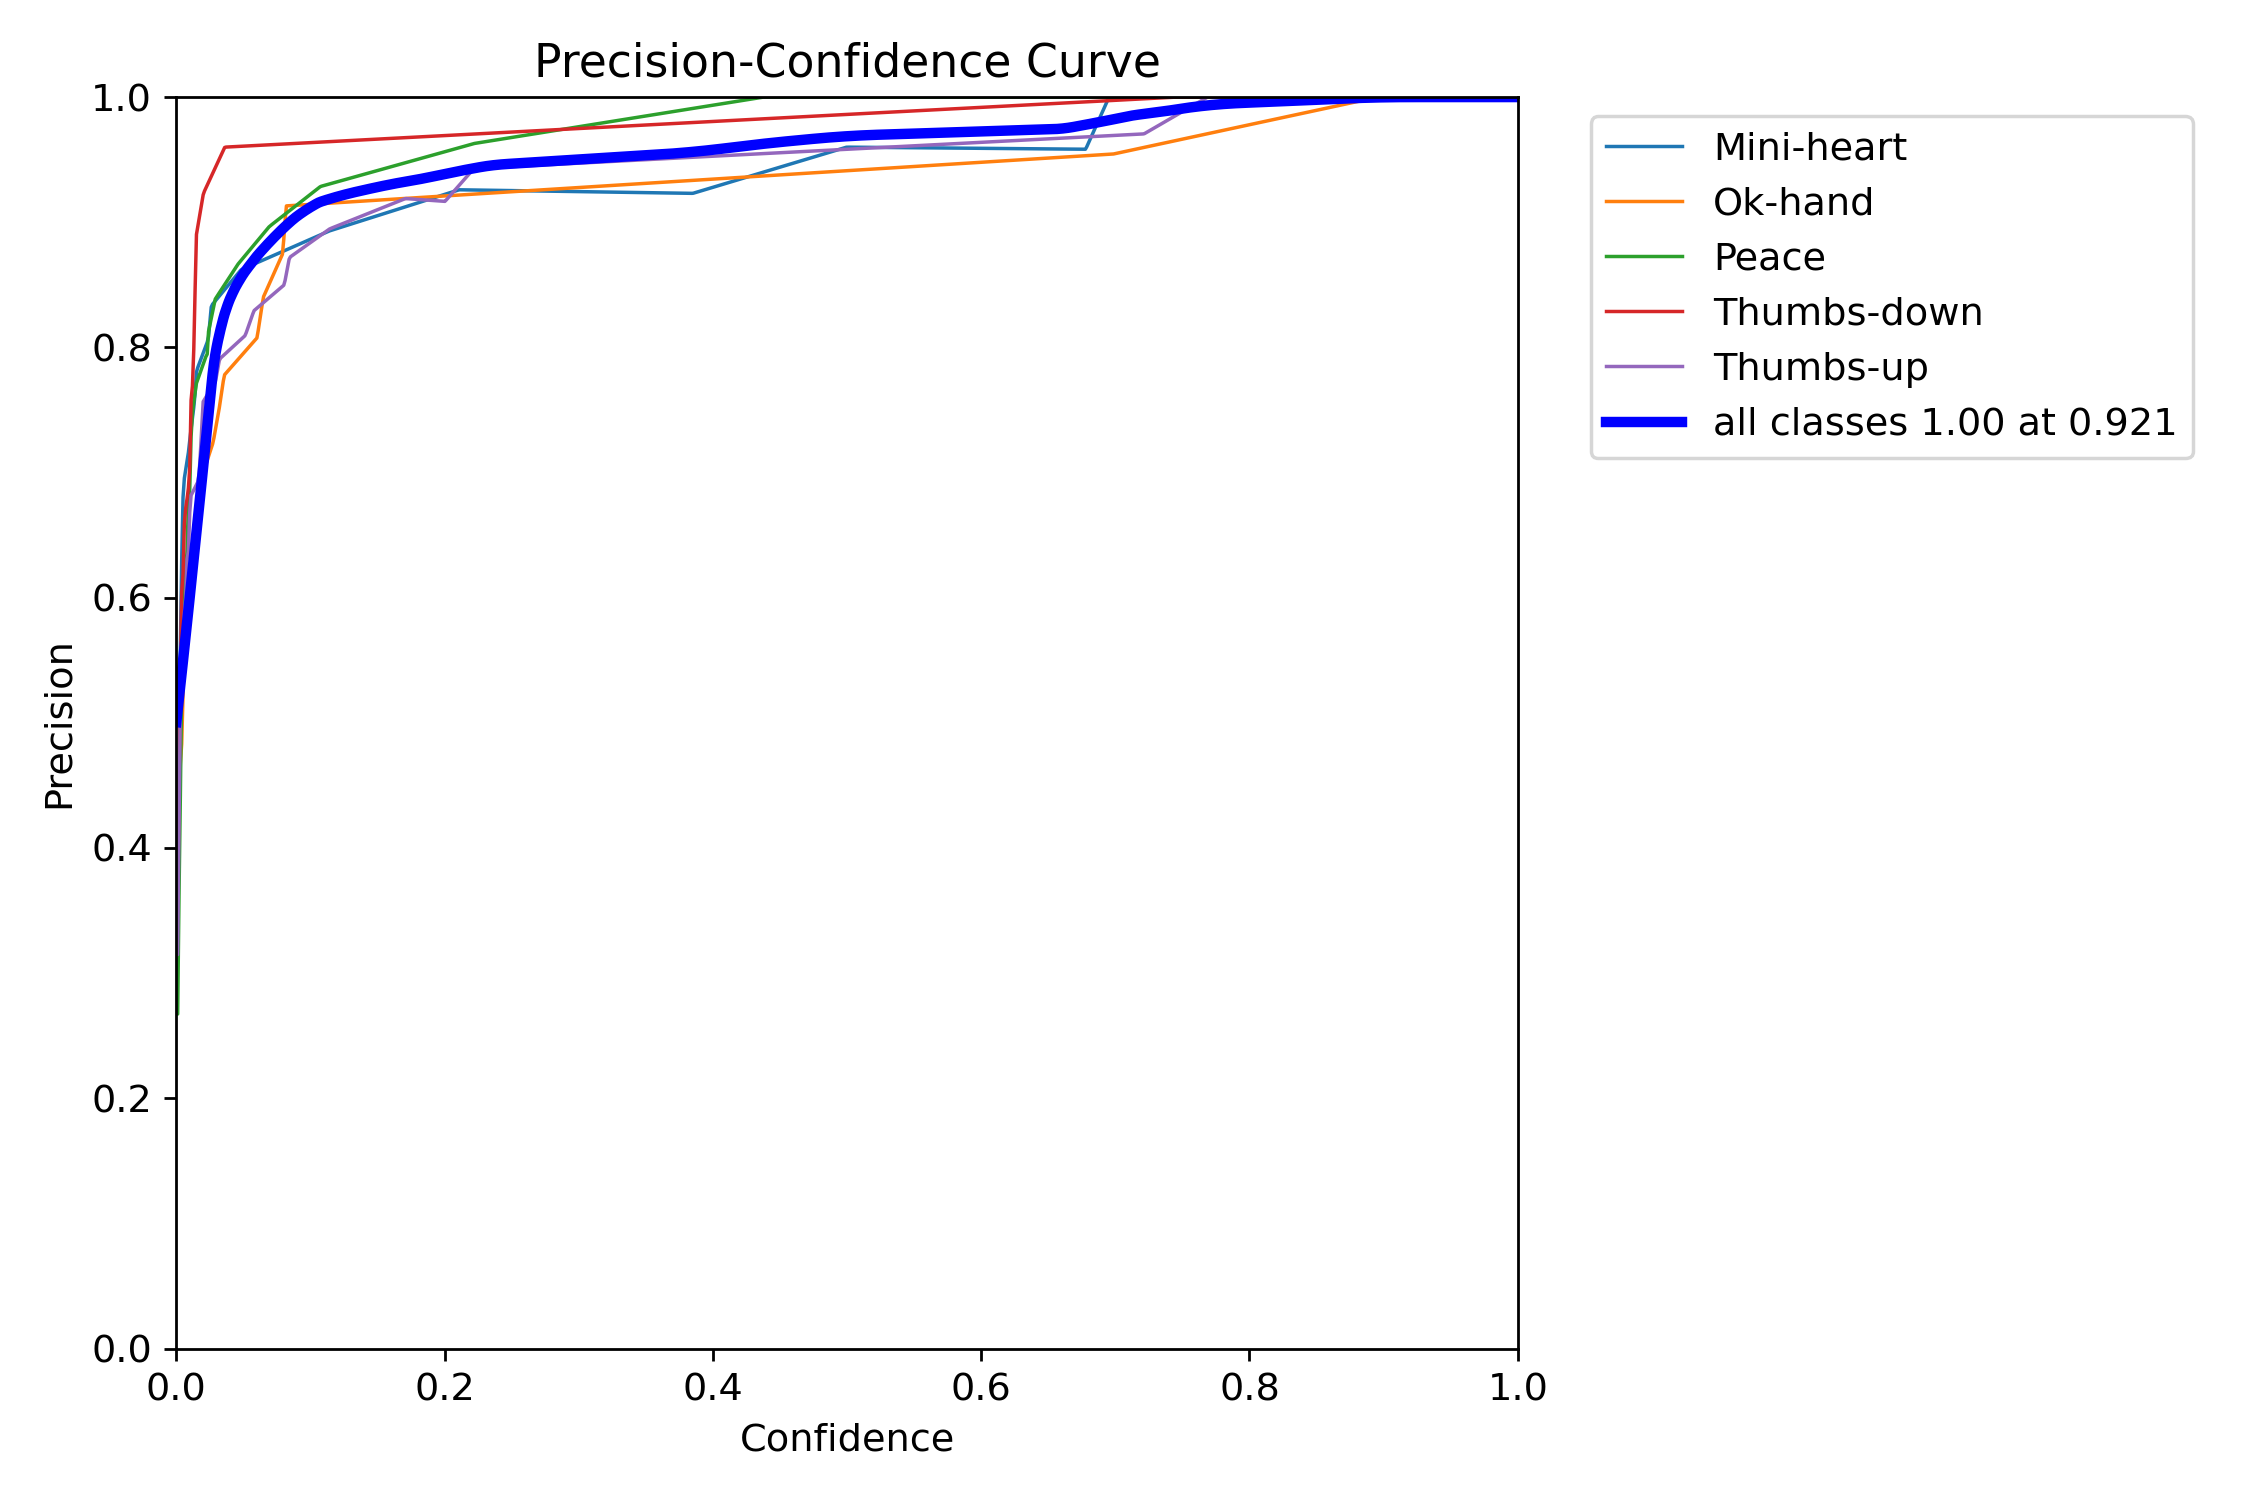 Precision-Confidence Curve
1.0
0.8
0.6
0.4
0.2
0.0
Precision
0.0 0.2 0.4 0.6 0.8 1.0
Confidence
Mini-heart
Ok-hand
Peace
Thumbs-down
Thumbs-up
all classes 1.00 at 0.921